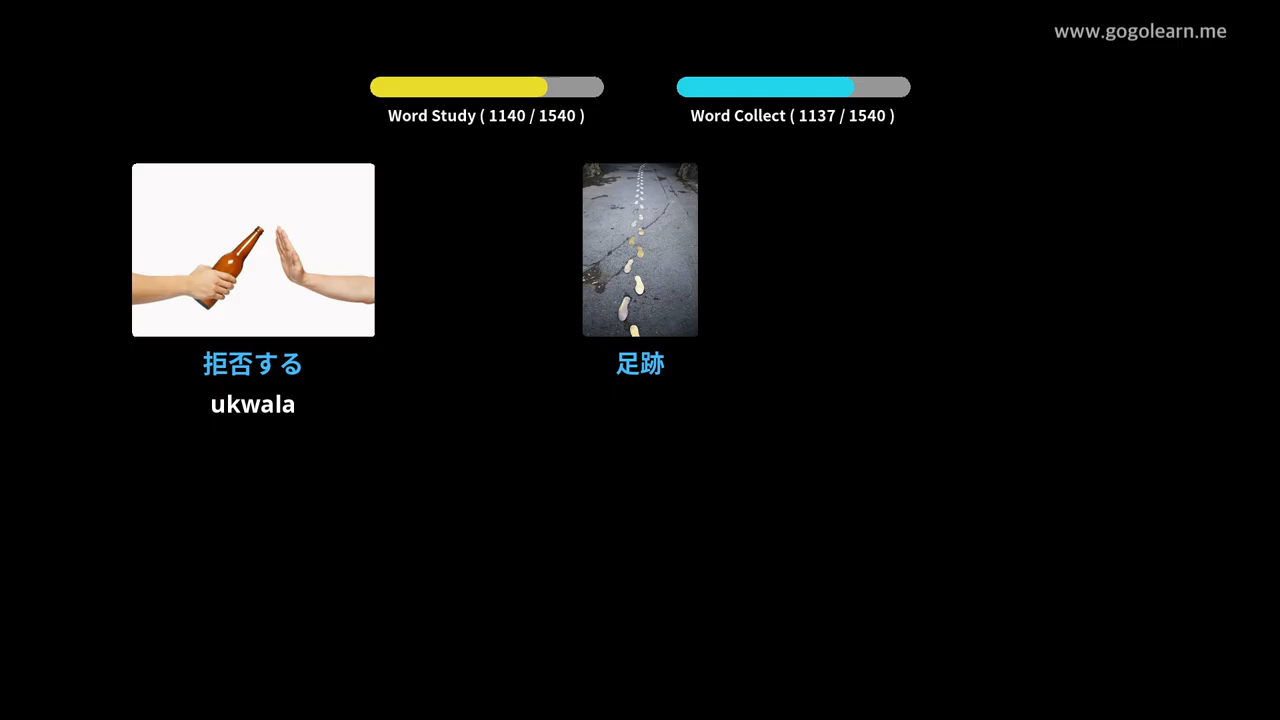 www.gogolearn.me
Word Study ( 1140 / 1540 )
Word Collect ( 1137 / 1540 )
拒否する
足跡
ukwala